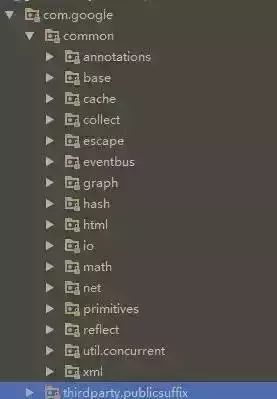 com.google
common
annotations
base
cache
collect
escape
eventbus
graph
hash
html
io
math
net
primitives
reflect
util.concurrent
xml
thirdparty.publicsuffix